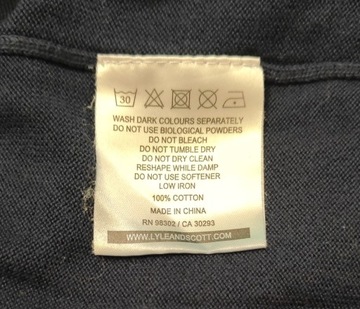 30
WASH DARK COLOURS SEPARATELY
DO NOT USE BIOLOGICAL POWDERS
DO NOT BLEACH
DO NOT TUMBLE DRY
DO NOT DRY CLEAN
RESHAPE WHILE DAMP
DO NOT USE SOFTENER
LOW IRON
100% COTTON
MADE IN CHINA
RN 98302 / CA 30293
WWW.LYLEANDSCOTT.COM